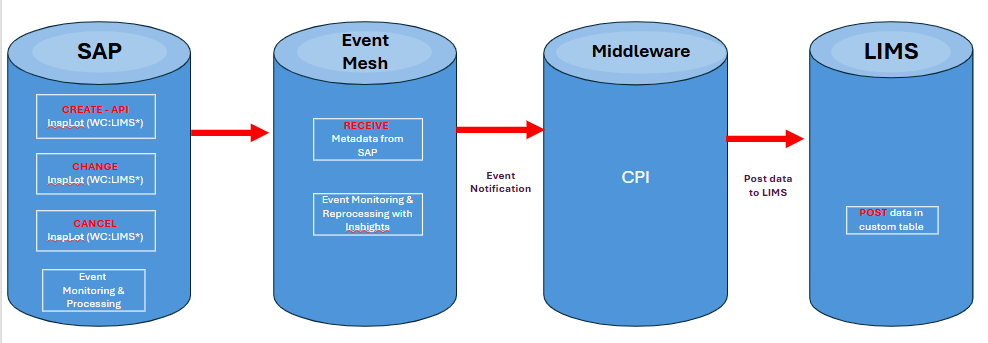 SAP
CREATE - API
InspLot (WC:LIMS*)
CHANGE
InspLot (WC:LIMS*)
CANCEL
InspLot (WC:LIMS*)
Event
Monitoring &
Processing
Event
Mesh
RECEIVE
Metadata from
SAP
Event Monitoring &
Reprocessing with
Inshights
Event
Notification
Middleware
CPI
Post data
to LIMS
LIMS
POST data in
custom table